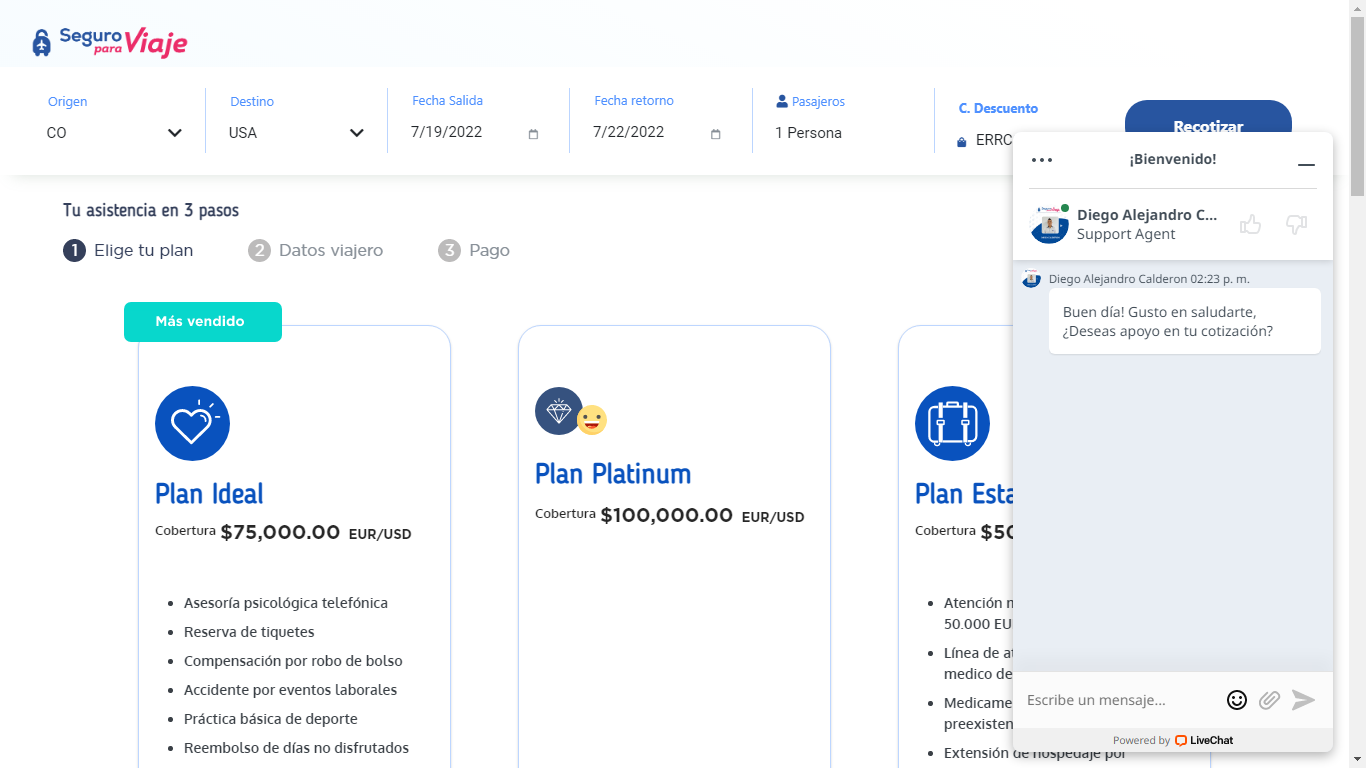 Seguro
para Viaje
Origen
CO
Destino
USA
Fecha Salida
7/19/2022
Fecha retorno
7/22/2022
Pasajeros
1 Persona
C. Descuento
ERRC
Recotizar
Tu asistencia en 3 pasos
1 Elige tu plan
2 Datos viajero
3 Pago
Más vendido
Plan Ideal
Cobertura $75,000.00 EUR/USD
• Asesoría psicológica telefónica
• Reserva de tiquetes
• Compensación por robo de bolso
• Accidente por eventos laborales
• Práctica básica de deporte
• Reembolso de días no disfrutados
Plan Platinum
Cobertura $100,000.00 EUR/USD
Plan Esta
Cobertura $50
• Atención m
50.000 EU
• Línea de at
medico de
• Medicame
preexisten
• Extensión de hospedaje por
¡Bienvenido!
Diego Alejandro C...
Support Agent
Diego Alejandro Calderon 02:23 p. m.
Buen día! Gusto en saludarte,
¿Deseas apoyo en tu cotización?
Escribe un mensaje...
Powered by LiveChat